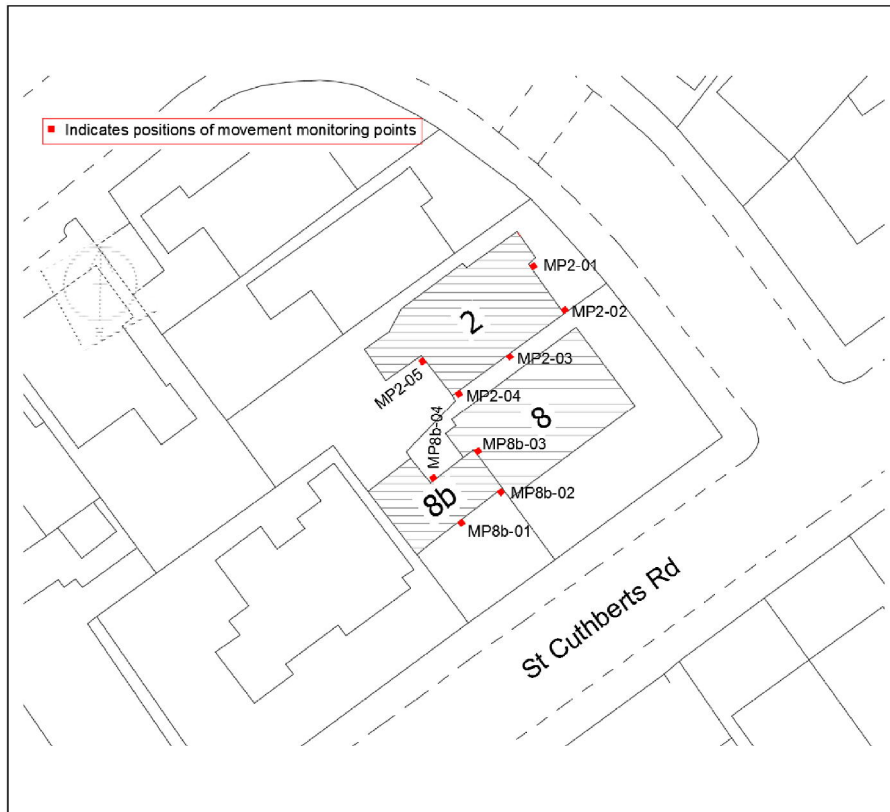 Indicates positions of movement monitoring points
MP2-01
MP2-02
2
MP2-03
MP2-05
MP2-04
8
MP8b-04
MP8b-03
8b
MP8b-02
MP8b-01
St Cuthberts Rd